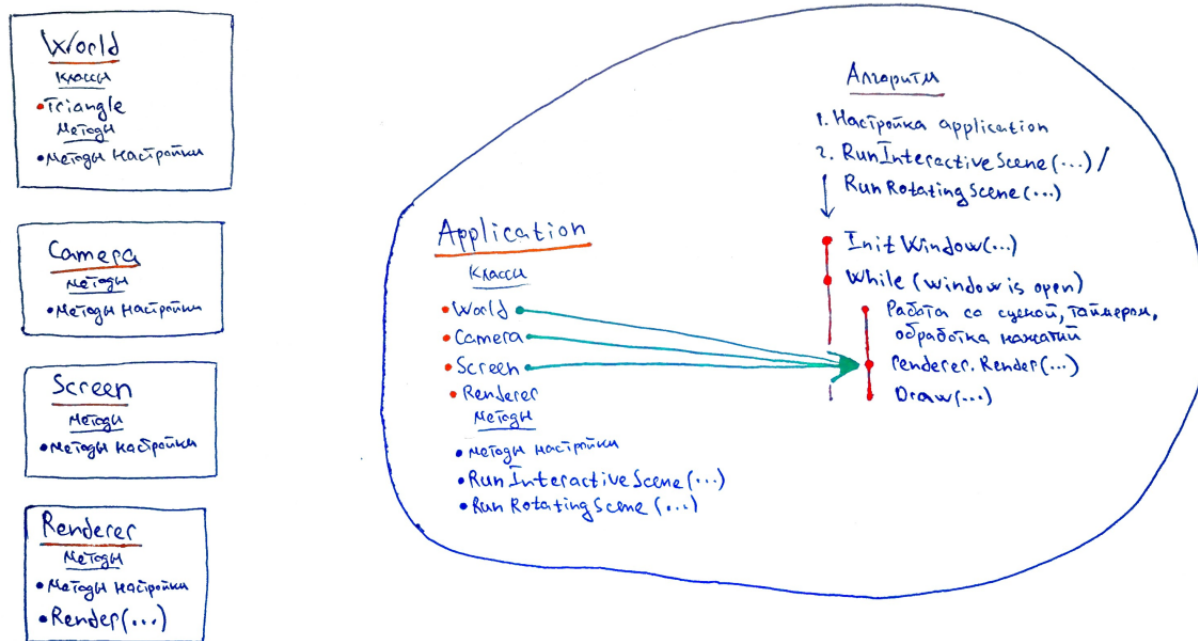 World
Классы
• Triangle
Методы
• Методы настройки
Camera
Методы
• Методы настройки
Screen
Методы
• Методы настройки
Renderer
Методы
• Методы настройки
• Render(...)
Application
Классы
• World
• Camera
• Screen
• Renderer
Методы
• Методы настройки
• RunInteractiveScene(...)
• RunRotatingScene(...)
Алгоритм
1. Настройка application
2. RunInteractiveScene(...)/
RunRotatingScene(...)
InitWindow(...)
While (window is open)
Работа со сценой, таймером,
обработка нажатий
renderer.Render(...)
Draw(...)